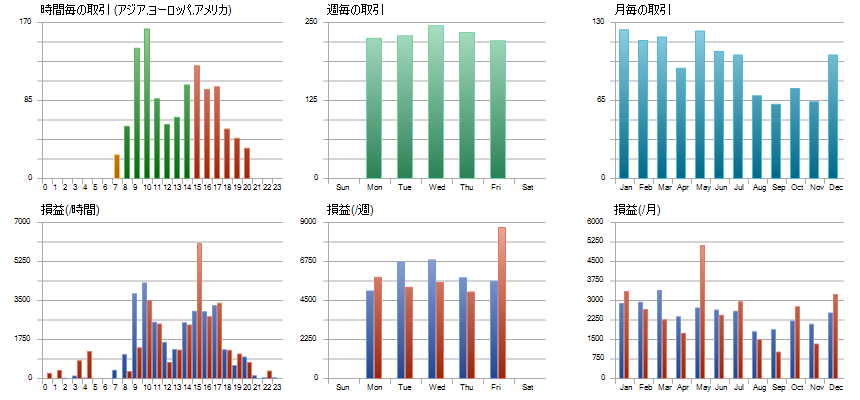 時間毎の取引 (アジア,ヨーロッパ,アメリカ)
170
85
0
0 1 2 3 4 5 6 7 8 9 10 11 12 13 14 15 16 17 18 19 20 21 22 23
週毎の取引
250
125
0
Sun Mon Tue Wed Thu Fri Sat
月毎の取引
130
65
0
Jan Feb Mar Apr May Jun Jul Aug Sep Oct Nov Dec
損益(/時間)
7000
5250
3500
1750
0
0 1 2 3 4 5 6 7 8 9 10 11 12 13 14 15 16 17 18 19 20 21 22 23
損益(/週)
9000
6750
4500
2250
0
Sun Mon Tue Wed Thu Fri Sat
損益(/月)
6000
5250
4500
3750
3000
2250
1500
750
0
Jan Feb Mar Apr May Jun Jul Aug Sep Oct Nov Dec